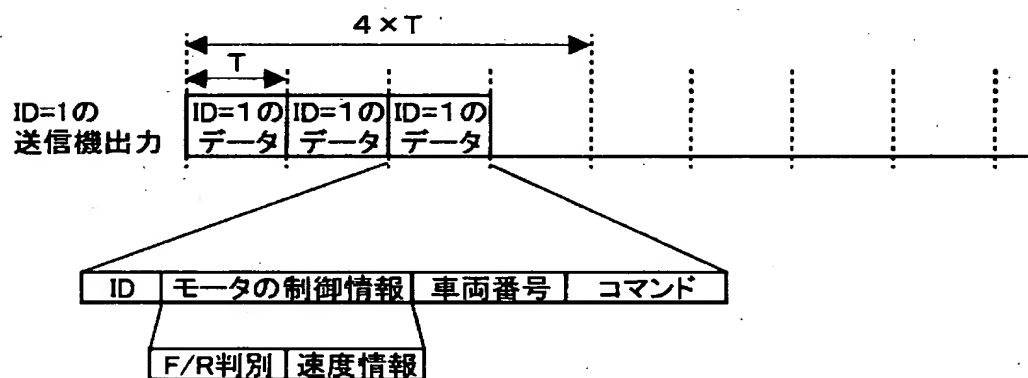 4×T
T
ID=1の
送信機出力
ID=1の
データ
ID=1の
データ
ID=1の
データ
ID
モータの制御情報
車両番号
コマンド
F/R判別
速度情報